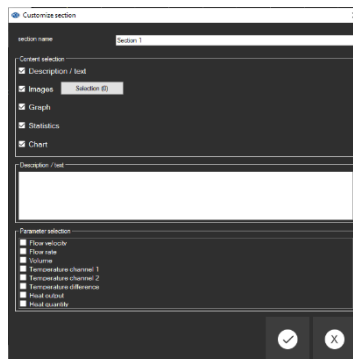 Customize section
section name Section 1
Content selection
Description / text
Images Selection (0)
Graph
Statistics
Chart
Description / text
Parameter selection
Flow velocity
Flow rate
Volume
Temperature channel 1
Temperature channel 2
Temperature difference
Heat output
Heat quantity
X